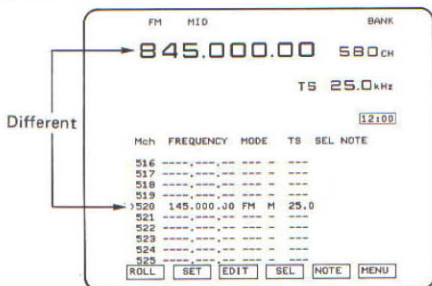 FM MID BANK
845.000.00 580CH
TS 25.0kHz
Different
12:00
Mch FREQUENCY MODE TS SEL NOTE
516 ----.---.-- --- - ---
517 ----.---.-- --- - ---
518 ----.---.-- --- - ---
519 ----.---.-- --- - ---
›520 145.000.00 FM M 25.0
521 ----.---.-- --- - ---
522 ----.---.-- --- - ---
523 ----.---.-- --- - ---
524 ----.---.-- --- - ---
525 ----.---.-- --- - ---
ROLL SET EDIT SEL NOTE MENU